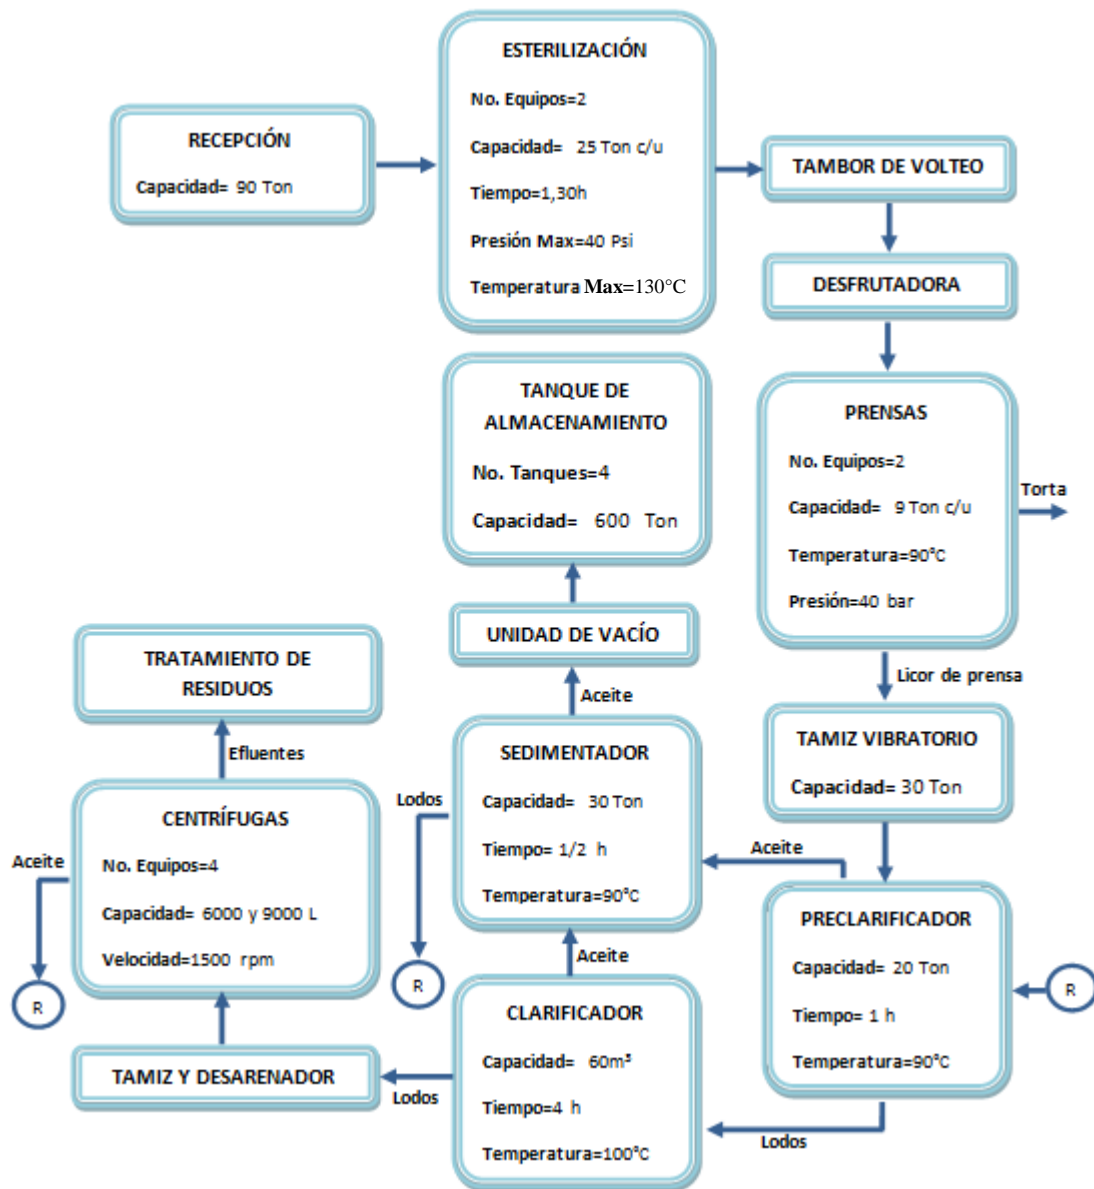 RECEPCIÓN
Capacidad= 90 Ton
ESTERILIZACIÓN
No. Equipos=2
Capacidad= 25 Ton c/u
Tiempo=1,30h
Presión Max=40 Psi
Temperatura Max=130°C
TAMBOR DE VOLTEO
DESFRUTADORA
PRENSAS
No. Equipos=2
Capacidad= 9 Ton c/u
Temperatura=90°C
Presión=40 bar
Torta
Licor de prensa
TAMIZ VIBRATORIO
Capacidad= 30 Ton
PRECLARIFICADOR
Capacidad= 20 Ton
Tiempo= 1 h
Temperatura=90°C
R
Aceite
Lodos
CLARIFICADOR
Capacidad= 60m³
Tiempo=4 h
Temperatura=100°C
Aceite
Lodos
SEDIMENTADOR
Capacidad= 30 Ton
Tiempo= 1/2 h
Temperatura=90°C
Lodos
R
Aceite
UNIDAD DE VACÍO
TANQUE DE
ALMACENAMIENTO
No. Tanques=4
Capacidad= 600 Ton
TAMIZ Y DESARENADOR
CENTRÍFUGAS
No. Equipos=4
Capacidad= 6000 y 9000 L
Velocidad=1500 rpm
Aceite
R
Efluentes
TRATAMIENTO DE
RESIDUOS